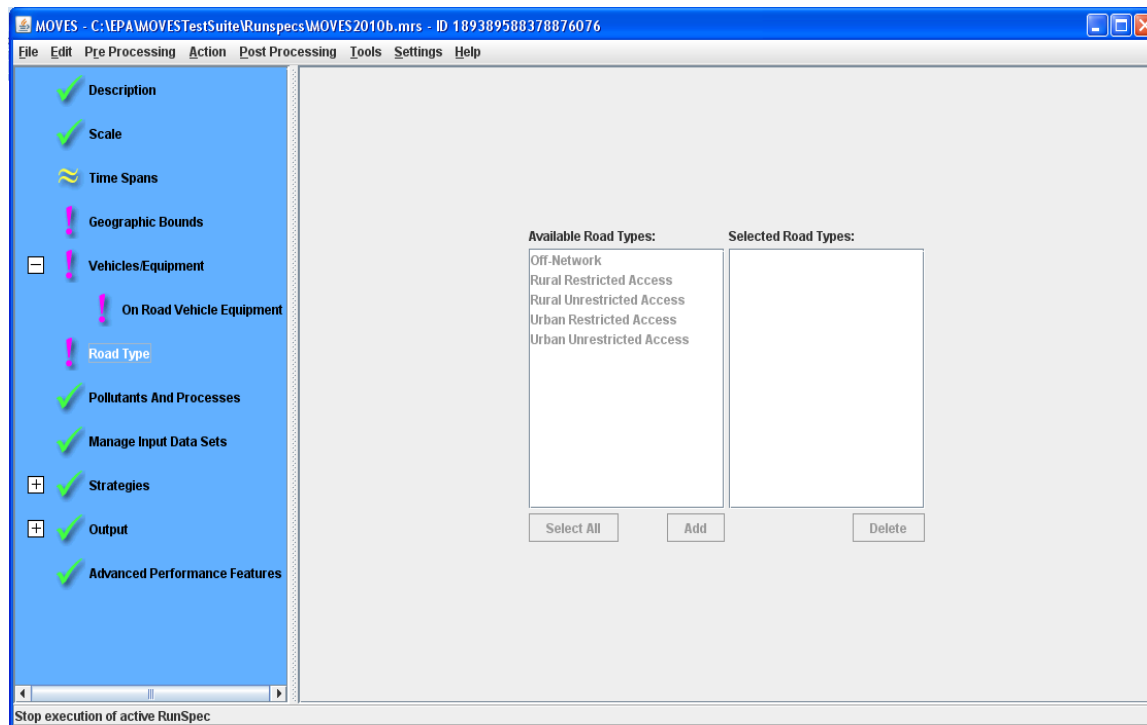 MOVES - C:\EPA\MOVESTestSuite\Runspecs\MOVES2010b.mrs - ID 189389588378876076
File Edit Pre Processing Action Post Processing Tools Settings Help
Description
Scale
Time Spans
Geographic Bounds
Vehicles/Equipment
On Road Vehicle Equipment
Road Type
Pollutants And Processes
Manage Input Data Sets
Strategies
Output
Advanced Performance Features
Available Road Types:
Off-Network
Rural Restricted Access
Rural Unrestricted Access
Urban Restricted Access
Urban Unrestricted Access
Select All Add
Selected Road Types:
Delete
Stop execution of active RunSpec